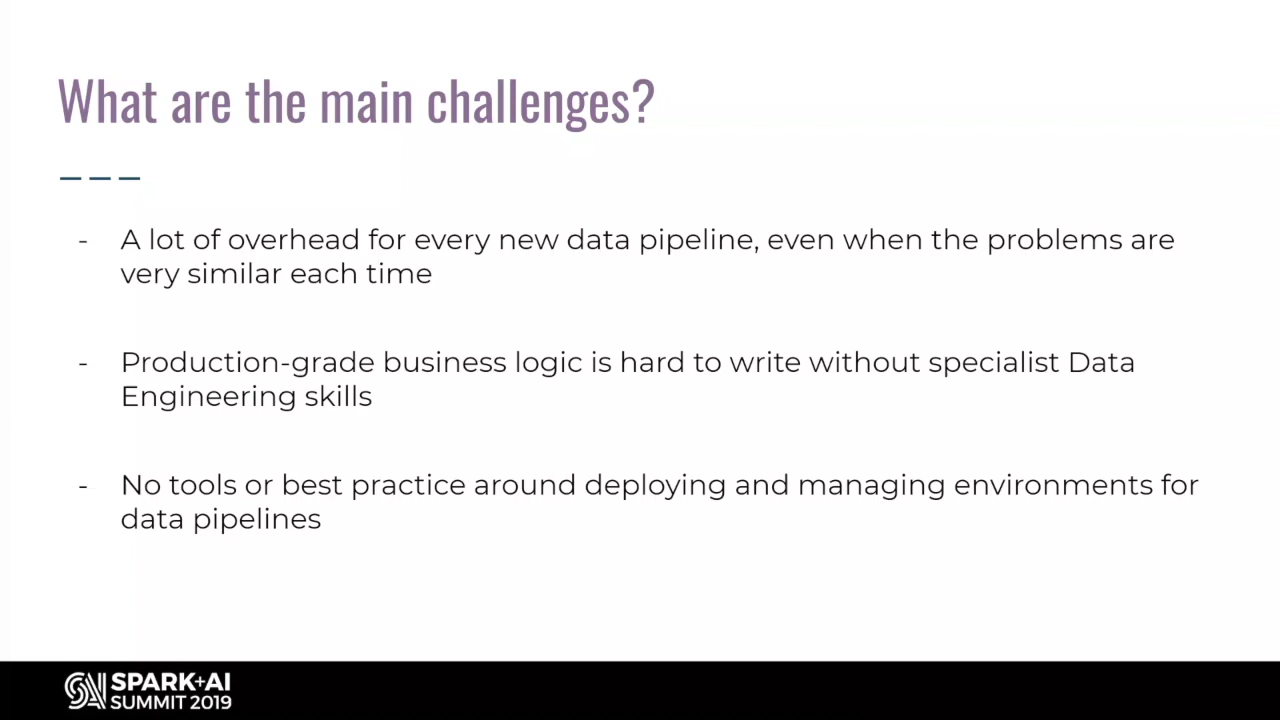 What are the main challenges?
- A lot of overhead for every new data pipeline, even when the problems are
very similar each time
- Production-grade business logic is hard to write without specialist Data
Engineering skills
- No tools or best practice around deploying and managing environments for
data pipelines
SPARK+AI
SUMMIT 2019